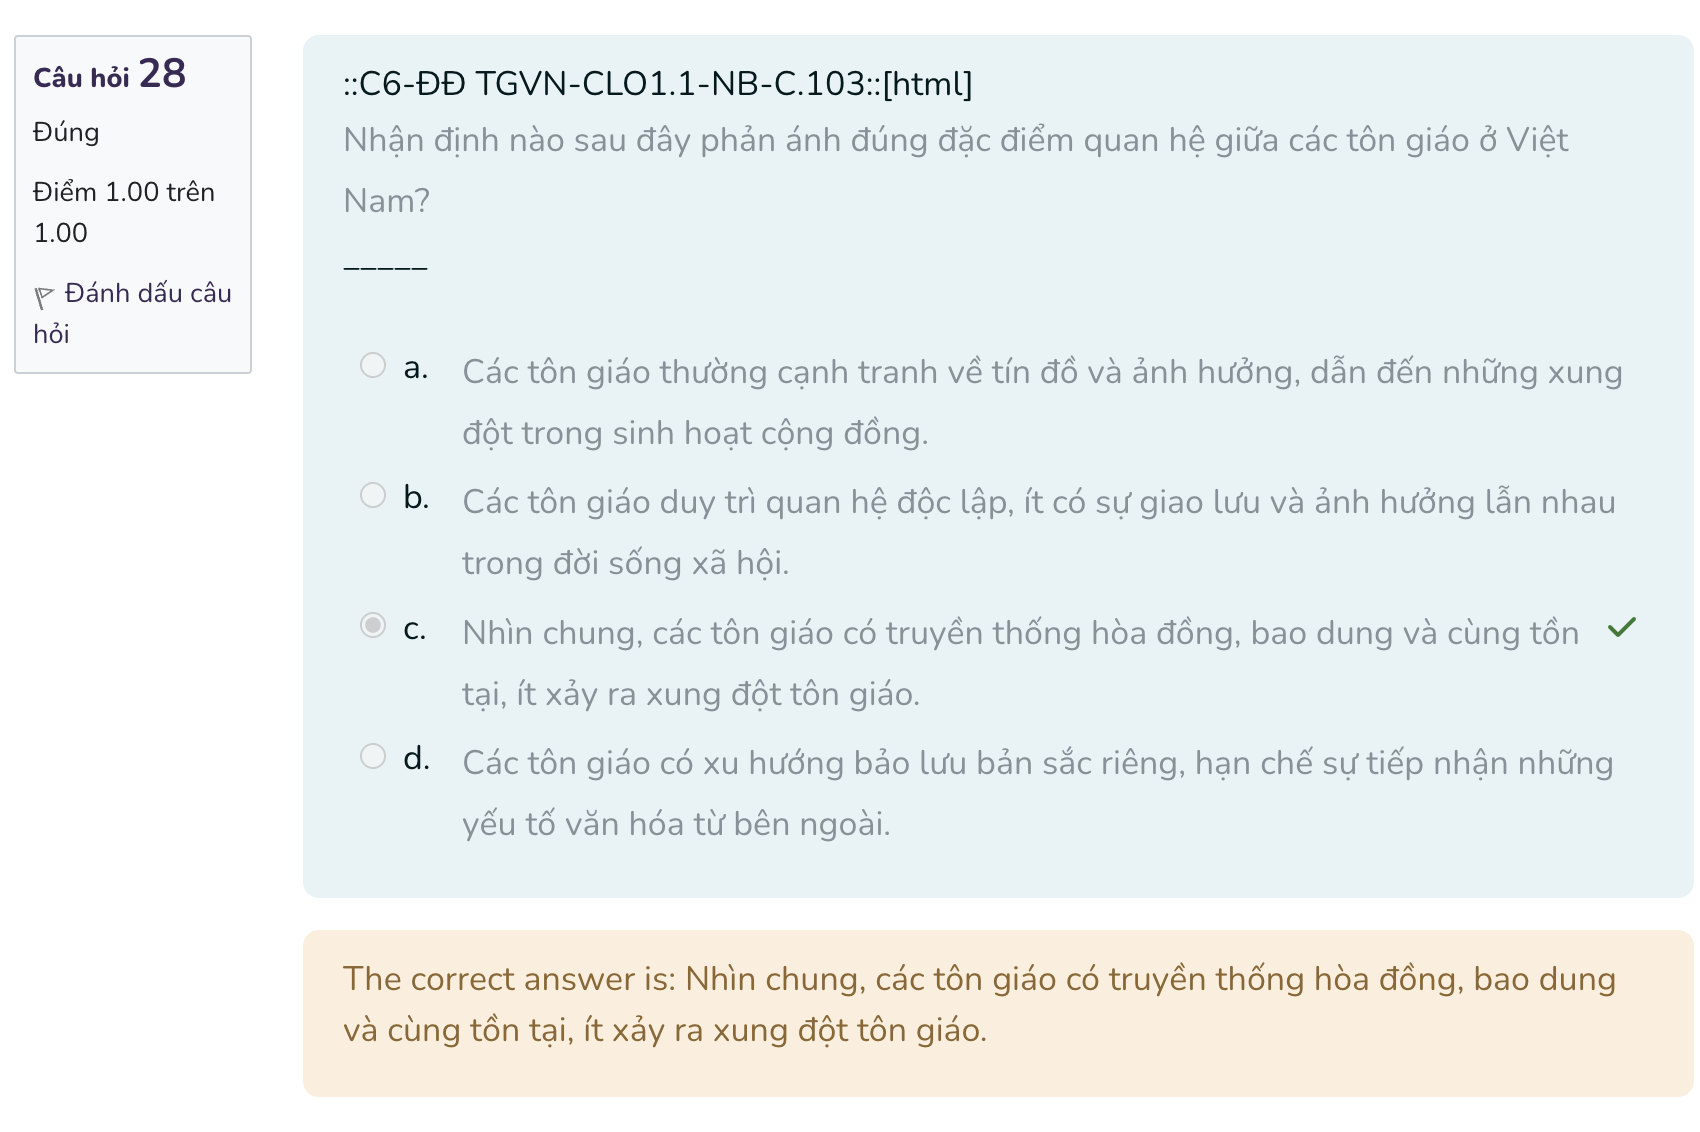 Câu hỏi 28
Đúng
Điểm 1.00 trên
1.00
Đánh dấu câu
hỏi
::C6-ĐĐ TGVN-CLO1.1-NB-C.103::[html]
Nhận định nào sau đây phản ánh đúng đặc điểm quan hệ giữa các tôn giáo ở Việt
Nam?
_____
a. Các tôn giáo thường cạnh tranh về tín đồ và ảnh hưởng, dẫn đến những xung
đột trong sinh hoạt cộng đồng.
b. Các tôn giáo duy trì quan hệ độc lập, ít có sự giao lưu và ảnh hưởng lẫn nhau
trong đời sống xã hội.
c. Nhìn chung, các tôn giáo có truyền thống hòa đồng, bao dung và cùng tồn
tại, ít xảy ra xung đột tôn giáo.
d. Các tôn giáo có xu hướng bảo lưu bản sắc riêng, hạn chế sự tiếp nhận những
yếu tố văn hóa từ bên ngoài.
The correct answer is: Nhìn chung, các tôn giáo có truyền thống hòa đồng, bao dung
và cùng tồn tại, ít xảy ra xung đột tôn giáo.